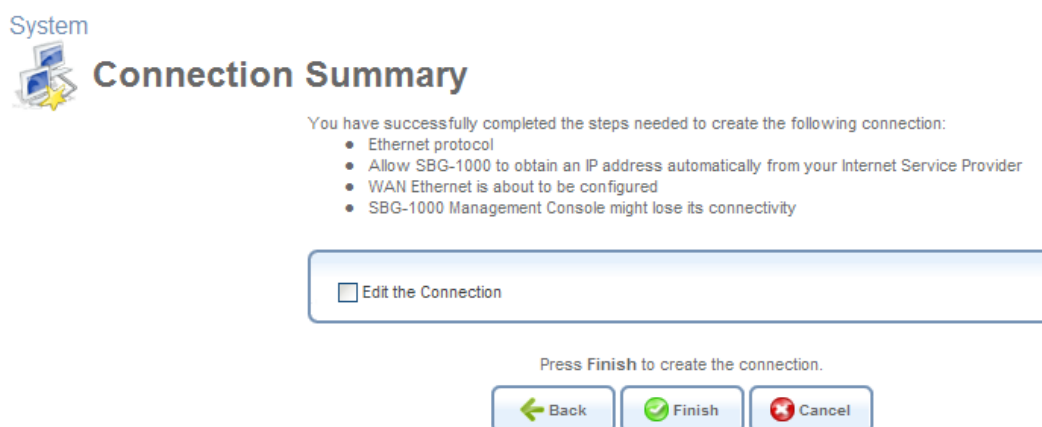 System
Connection Summary
You have successfully completed the steps needed to create the following connection:
● Ethernet protocol
● Allow SBG-1000 to obtain an IP address automatically from your Internet Service Provider
● WAN Ethernet is about to be configured
● SBG-1000 Management Console might lose its connectivity
Edit the Connection
Press Finish to create the connection.
Back Finish Cancel